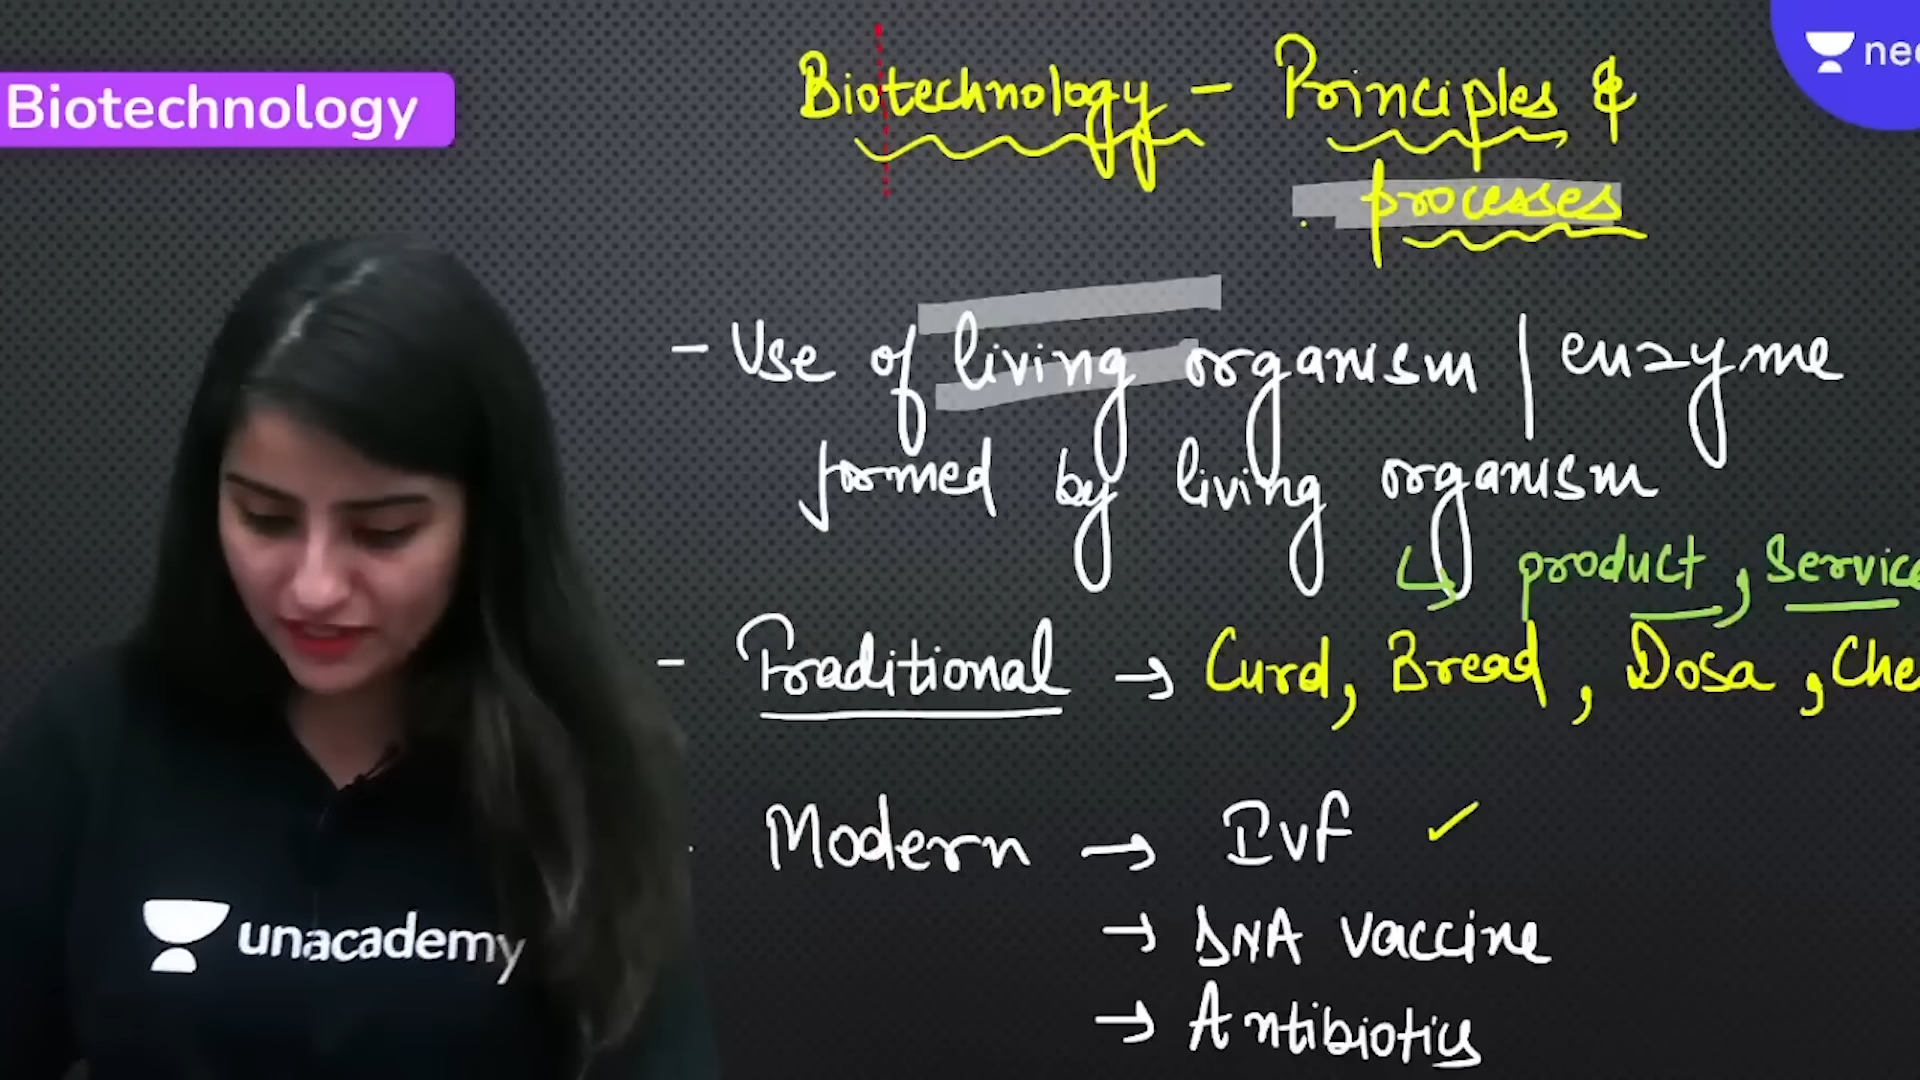 Biotechnology
Biotechnology - Principles &
processes
- Use of living organism | enzyme
formed by living organism
↳ product, Service
- Traditional → Curd, Bread, Dosa, Che
Modern → IVF ✓
→ DNA vaccine
→ Antibiotics
unacademy